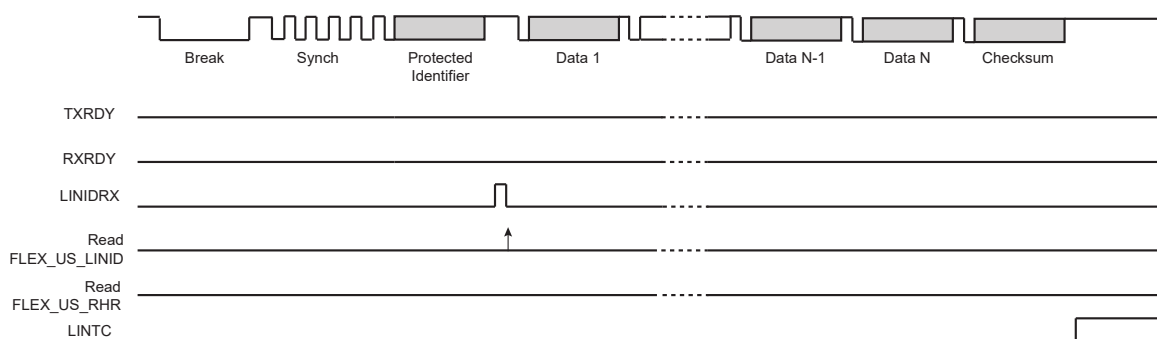 Break Synch Protected Data 1 Data N-1 Data N Checksum
Identifier
TXRDY
RXRDY
LINIDRX
Read
FLEX_US_LINID
Read
FLEX_US_RHR
LINTC